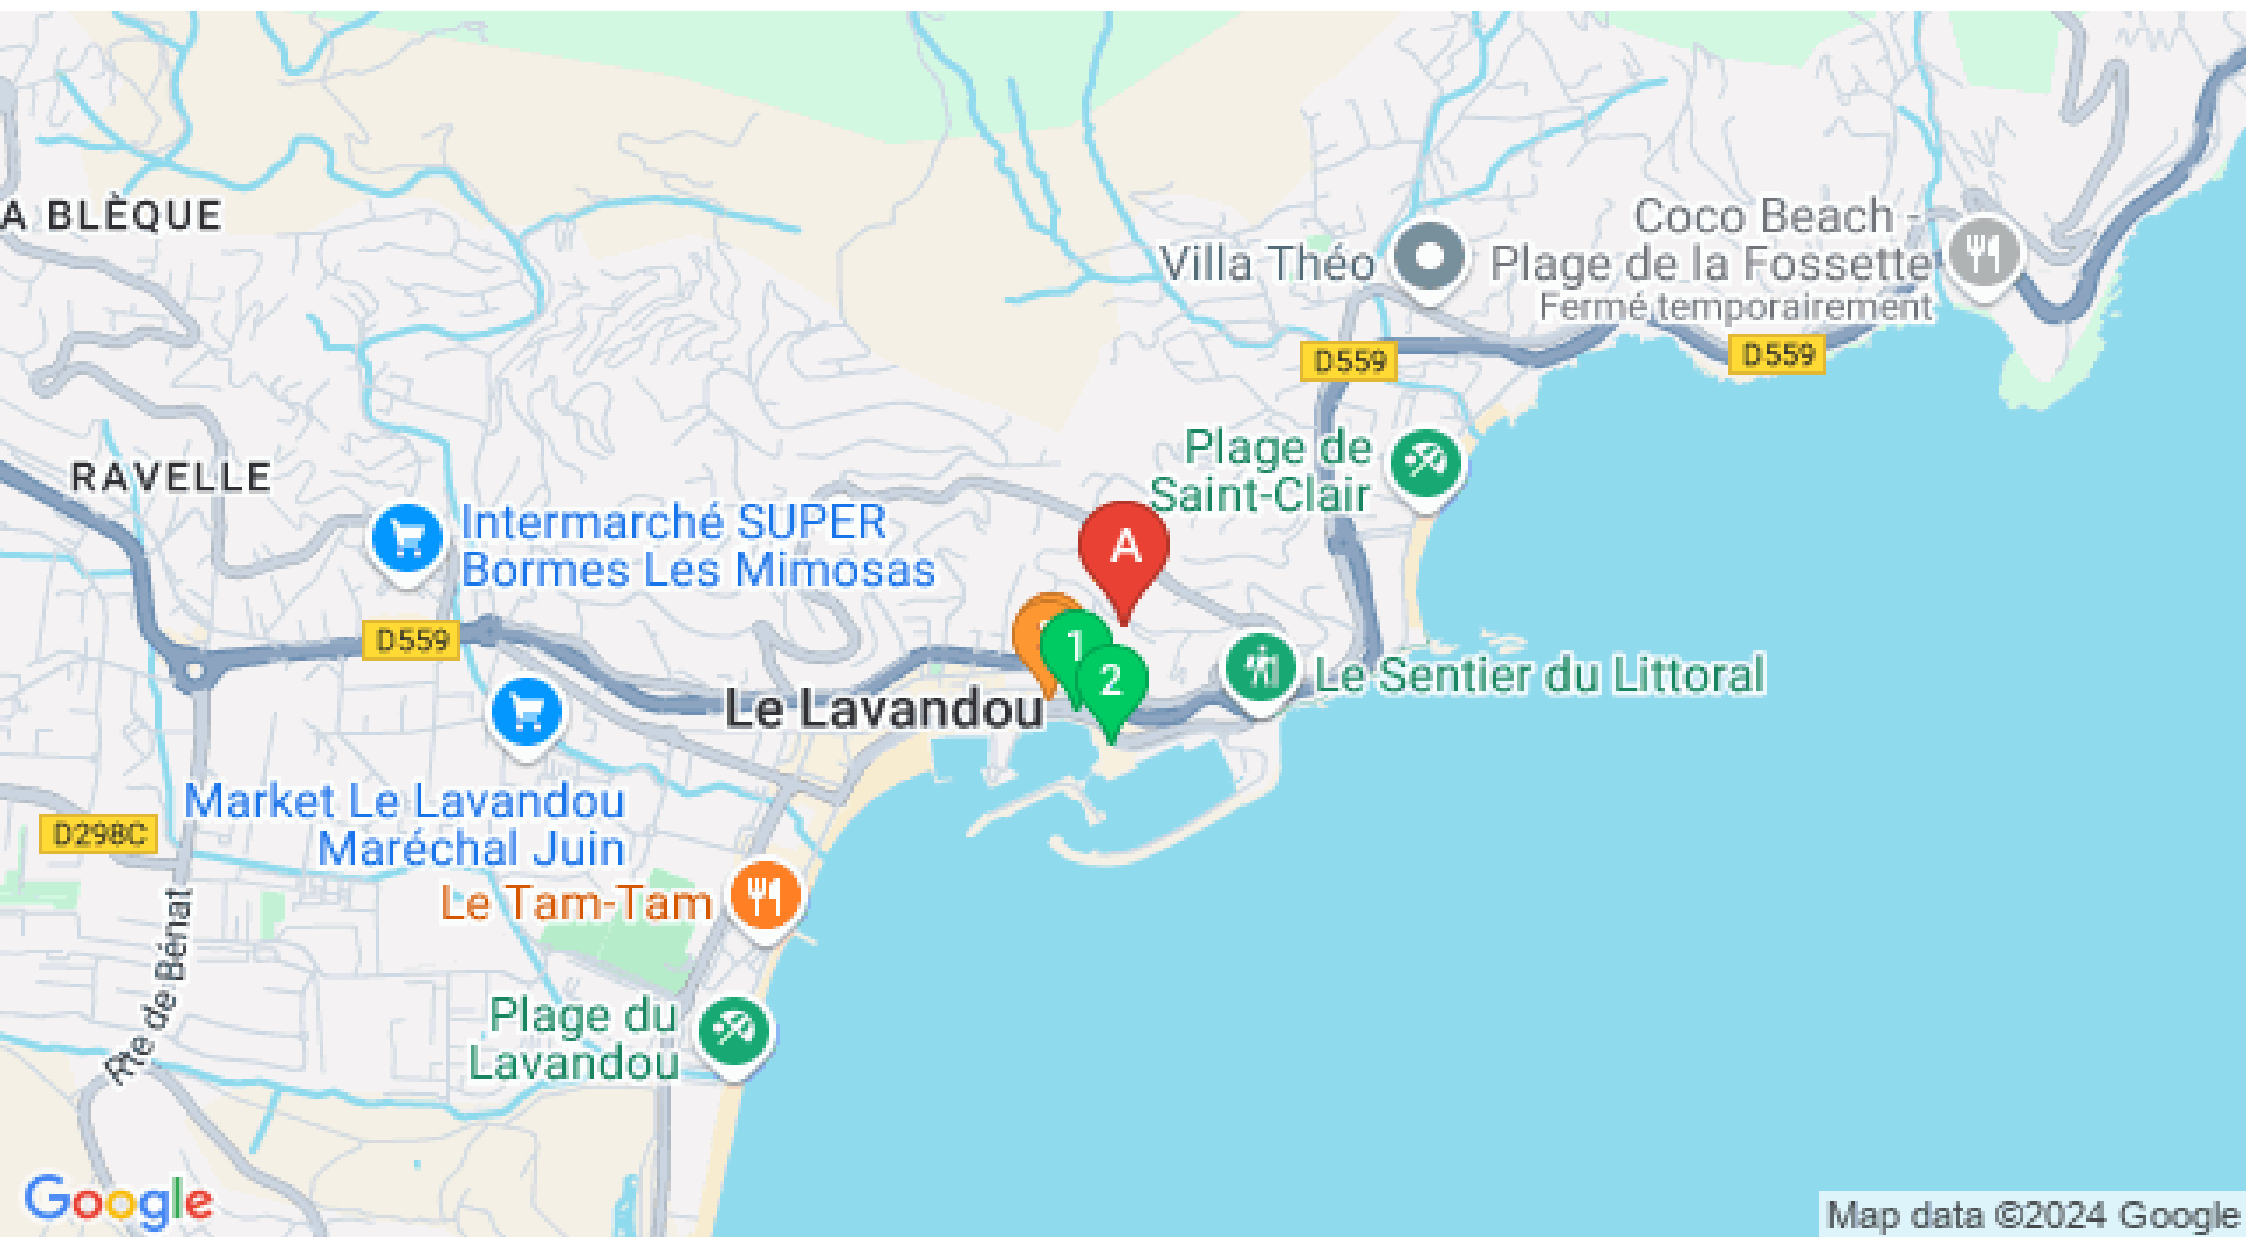 A BLÈQUE
Coco Beach -
Plage de la Fossette
Fermé temporairement
Villa Théo
D559
D559
Plage de
Saint-Clair
RAVELLE
Intermarché SUPER
Bormes Les Mimosas
A
D559
1
2
Le Sentier du Littoral
Le Lavandou
Market Le Lavandou
Maréchal Juin
D298C
Le Tam-Tam
Rte de Bénat
Plage du
Lavandou
Google
Map data ©2024 Google